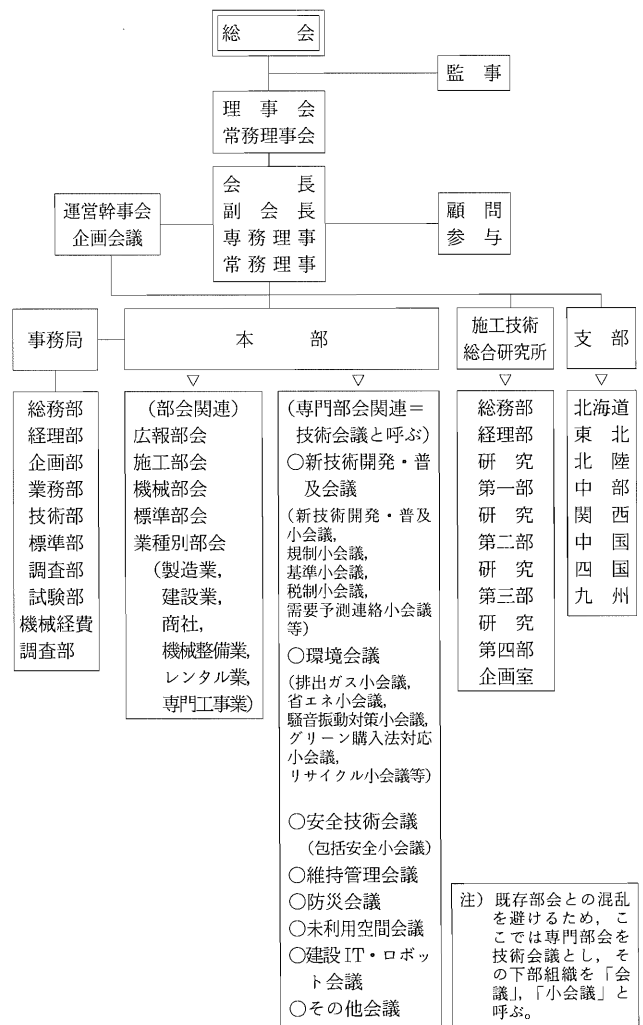 総会
監事
理事会
常務理事会
会長
副会長
専務理事
常務理事
運営幹事会
企画会議
顧問
参与
事務局
本部
施工技術
総合研究所
支部
▽
▽
▽
▽
総務部
経理部
企画部
業務部
技術部
標準部
調査部
試験部
機械経費
調査部
(部会関連)
広報部会
施工部会
機械部会
標準部会
業種別部会
(製造業,
建設業,
商社,
機械整備業,
レンタル業,
専門工事業)
(専門部会関連=
技術会議と呼ぶ)
○新技術開発・普
及会議
(新技術開発・普及
小会議,
規制小会議,
基準小会議,
税制小会議,
需要予測連絡小会議
等)
○環境会議
(排出ガス小会議,
省エネ小会議,
騒音振動対策小会議,
グリーン購入法対応
小会議,
リサイクル小会議等)
○安全技術会議
(包括安全小会議)
○維持管理会議
○防災会議
○未利用空間会議
○建設IT・ロボッ
ト会議
○その他会議
総務部
経理部
研究
第一部
研究
第二部
研究
第三部
研究
第四部
企画室
北海道
東北
北陸
中部
関西
中国
四国
九州
注) 既存部会との混乱
を避けるため, こ
こでは専門部会を
技術会議とし, そ
の下部組織を「会
議」,「小会議」と
呼ぶ。